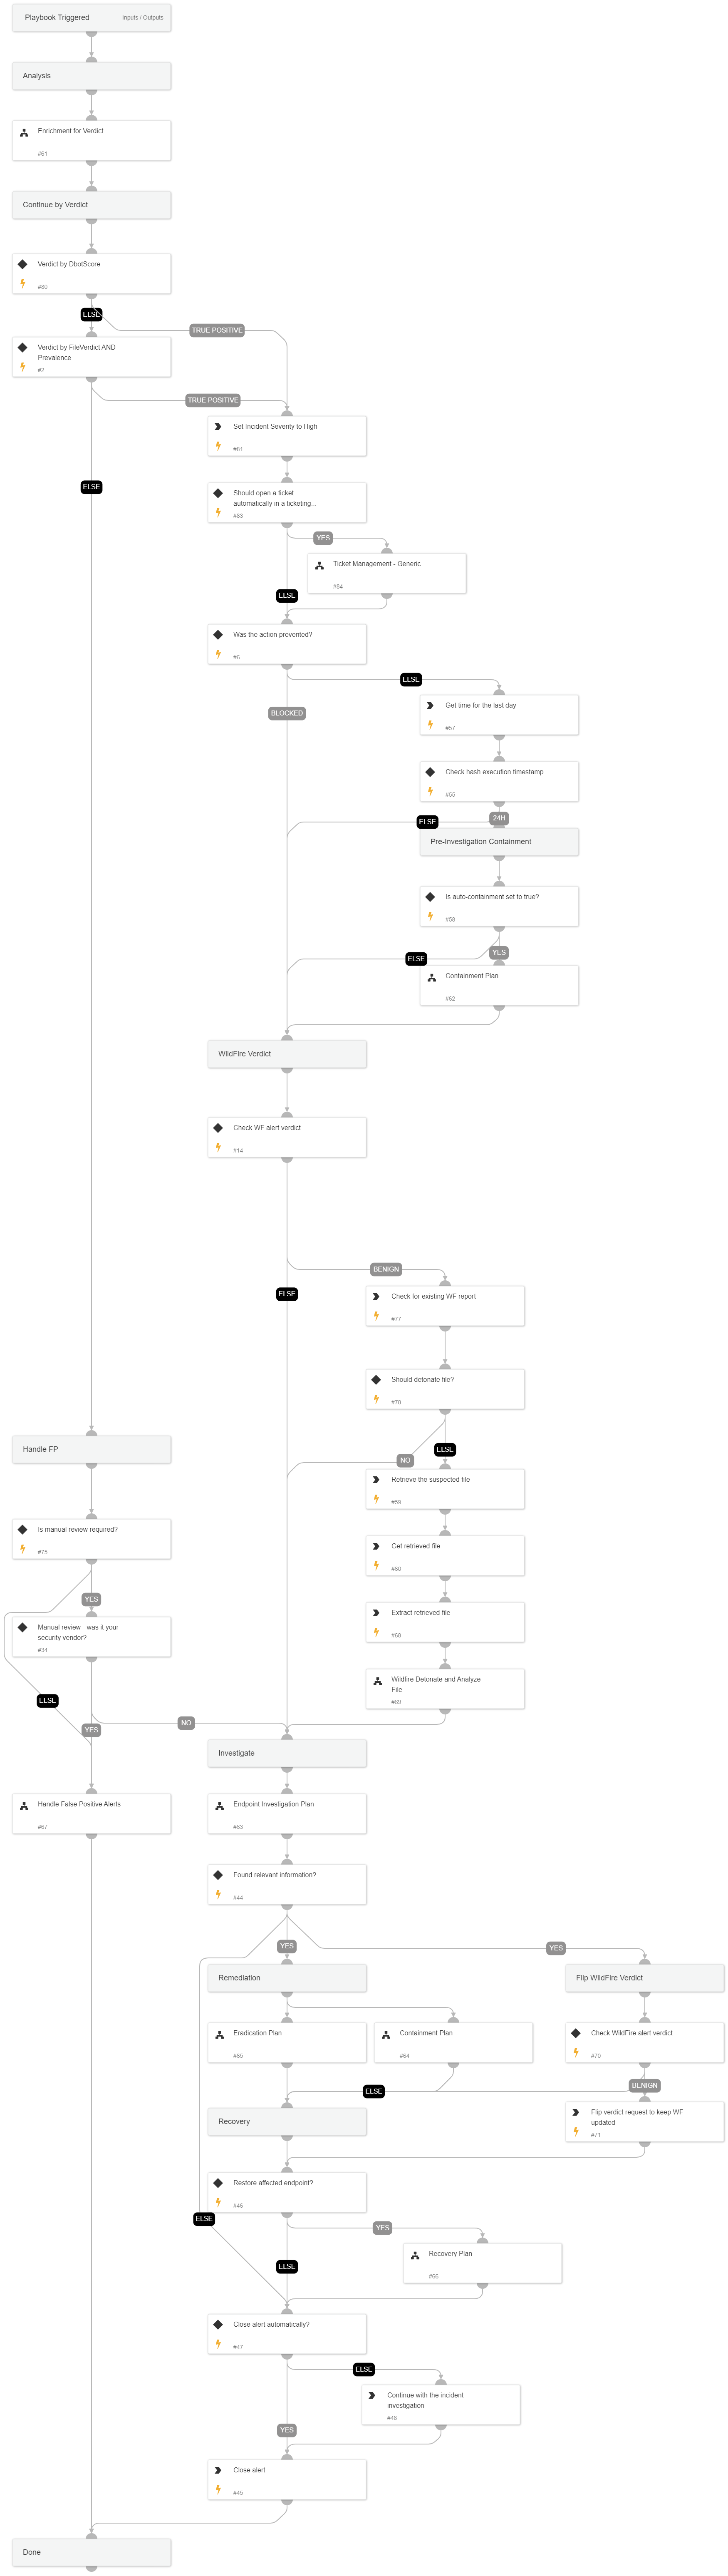 Playbook Triggered
Inputs / Outputs
Analysis
Enrichment for Verdict
#61
Continue by Verdict
Verdict by DbotScore
#80
ELSE
TRUE POSITIVE
Verdict by FileVerdict AND
Prevalence
#2
TRUE POSITIVE
Set Incident Severity to High
#81
ELSE
Should open a ticket
automatically in a ticketing...
#83
YES
Ticket Management - Generic
#84
ELSE
Was the action prevented?
#6
ELSE
BLOCKED
Get time for the last day
#57
Check hash execution timestamp
#55
24H
ELSE
Pre-Investigation Containment
Is auto-containment set to true?
#56
YES
ELSE
Containment Plan
#62
WildFire Verdict
Check WF alert verdict
#14
BENIGN
ELSE
Check for existing WF report
#77
Should detonate file?
#78
Handle FP
ELSE
NO
Retrieve the suspected file
#59
Is manual review required?
#75
Get retrieved file
#60
YES
Extract retrieved file
#68
Manual review - was it your
security vendor?
#34
Wildfire Detonate and Analyze
File
#69
ELSE
NO
YES
Investigate
Handle False Positive Alerts
#67
Endpoint Investigation Plan
#63
Found relevant information?
#44
YES
YES
Remediation
Flip WildFire Verdict
Eradication Plan
#65
Containment Plan
#64
Check WildFire alert verdict
#70
BENIGN
ELSE
Flip verdict request to keep WF
updated
#71
Recovery
Restore affected endpoint?
#46
ELSE
YES
Recovery Plan
#66
ELSE
Close alert automatically?
#47
ELSE
Continue with the incident
investigation
#48
YES
Close alert
#45
Done